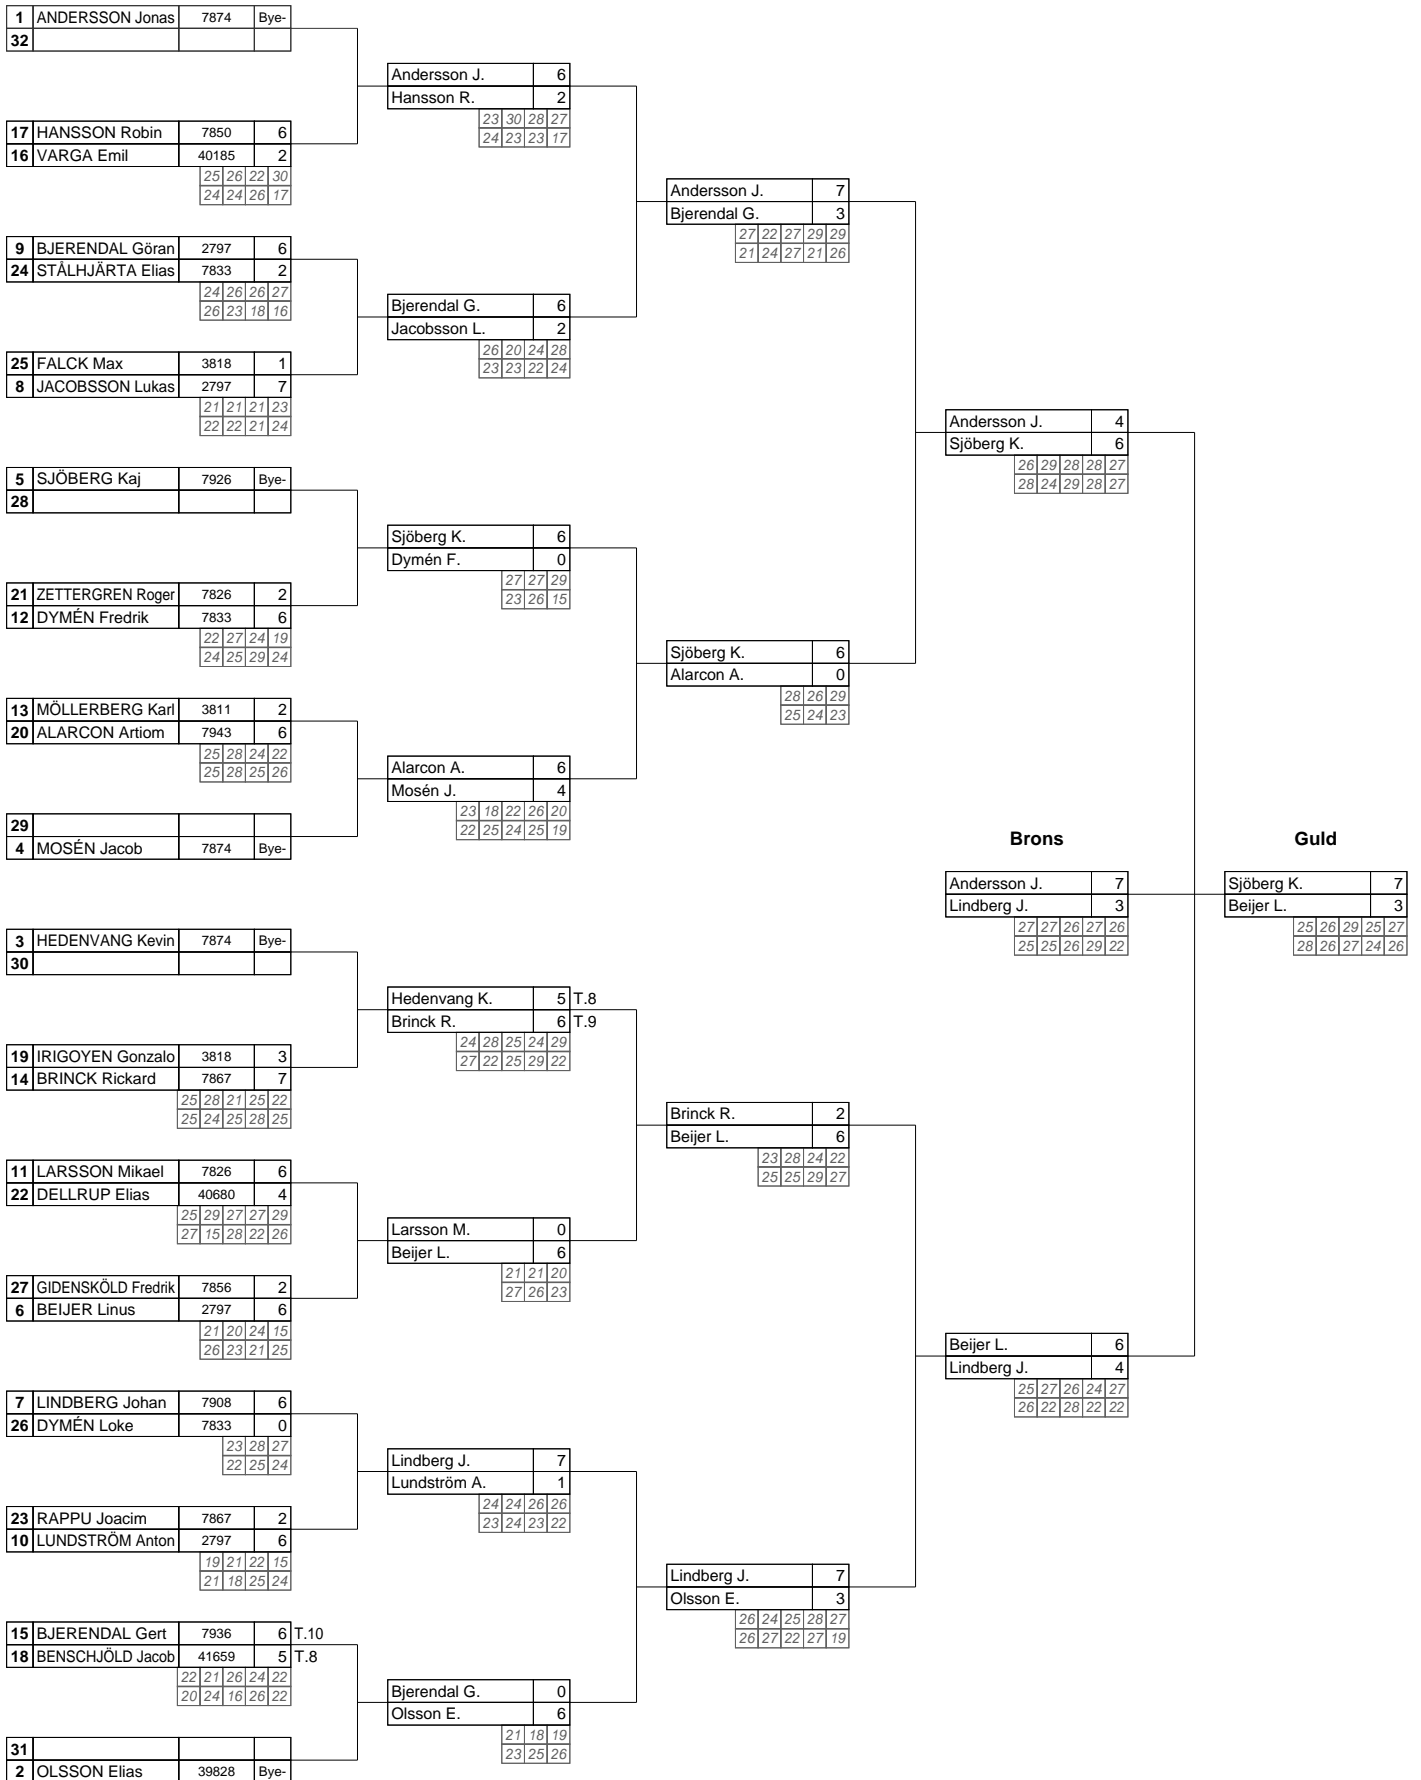 1 ANDERSSON Jonas 7874 Bye-
32
Andersson J. 6
Hansson R. 2
23 30 28 27
24 23 23 17
17 HANSSON Robin 7850 6
16 VARGA Emil 40185 2
25 26 22 30
24 24 26 17
Andersson J. 7
Bjerendal G. 3
27 22 27 29 29
21 24 27 21 26
9 BJERENDAL Göran 2797 6
24 STÅLHJÄRTA Elias 7833 2
24 26 26 27
26 23 18 16
Bjerendal G. 6
Jacobsson L. 2
26 20 24 28
23 23 22 24
25 FALCK Max 3818 1
8 JACOBSSON Lukas 2797 7
21 21 21 23
22 22 21 24
Andersson J. 4
Sjöberg K. 6
26 29 28 28 27
28 24 29 28 27
5 SJÖBERG Kaj 7926 Bye-
28
Sjöberg K. 6
Dymén F. 0
27 27 29
23 26 15
21 ZETTERGREN Roger 7826 2
12 DYMÉN Fredrik 7833 6
22 27 24 19
24 25 29 24
Sjöberg K. 6
Alarcon A. 0
28 26 29
25 24 23
13 MÖLLERBERG Karl 3811 2
20 ALARCON Artiom 7943 6
25 28 24 22
25 28 25 26
Alarcon A. 6
Mosén J. 4
23 18 22 26 20
22 25 24 25 19
29
4 MOSÉN Jacob 7874 Bye-
Brons Guld
Andersson J. 7
Lindberg J. 3
27 27 26 27 26
25 25 26 29 22
Sjöberg K. 7
Beijer L. 3
25 26 29 25 27
28 26 27 24 26
3 HEDENVANG Kevin 7874 Bye-
30
Hedenvang K. 5 T.8
Brinck R. 6 T.9
24 28 25 24 29
27 22 25 29 22
19 IRIGOYEN Gonzalo 3818 3
14 BRINCK Rickard 7867 7
25 28 21 25 22
25 24 25 28 25
Brinck R. 2
Beijer L. 6
23 28 24 22
25 25 29 27
11 LARSSON Mikael 7826 6
22 DELLRUP Elias 40680 4
25 29 27 27 29
27 15 28 22 26
Larsson M. 0
Beijer L. 6
21 21 20
27 26 23
27 GIDENSKÖLD Fredrik 7856 2
6 BEIJER Linus 2797 6
21 20 24 15
26 23 21 25
Beijer L. 6
Lindberg J. 4
25 27 26 24 27
26 22 28 22 22
7 LINDBERG Johan 7908 6
26 DYMÉN Loke 7833 0
23 28 27
22 25 24
Lindberg J. 7
Lundström A. 1
24 24 26 26
23 24 23 22
23 RAPPU Joacim 7867 2
10 LUNDSTRÖM Anton 2797 6
19 21 22 15
21 18 25 24
Lindberg J. 7
Olsson E. 3
26 24 25 28 27
26 27 22 27 19
15 BJERENDAL Gert 7936 6 T.10
18 BENSCHJÖLD Jacob 41659 5 T.8
22 21 26 24 22
20 24 16 26 22
Bjerendal G. 0
Olsson E. 6
21 18 19
23 25 26
31
2 OLSSON Elias 39828 Bye-